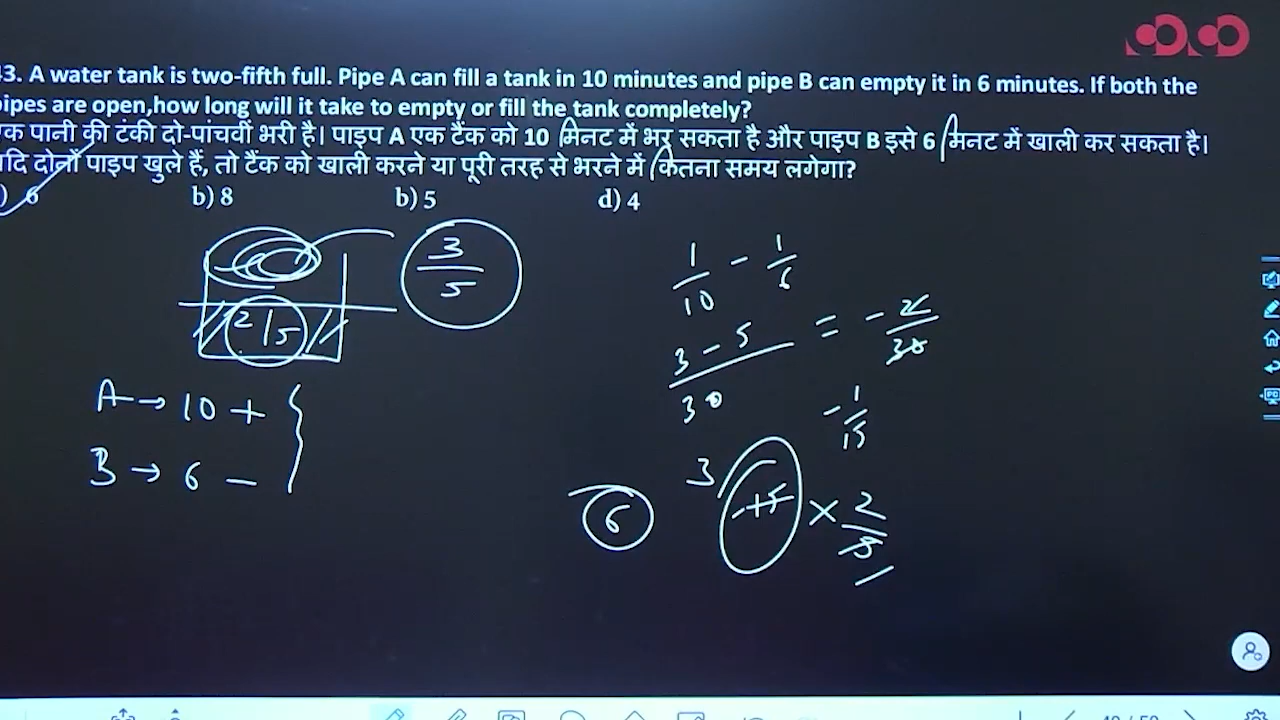 3. A water tank is two-fifth full. Pipe A can fill a tank in 10 minutes and pipe B can empty it in 6 minutes. If both the
ipes are open,how long will it take to empty or fill the tank completely?
क पानी की टंकी दो-पांचवीं भरी है। पाइप A एक टैंक को 10 मिनट में भर सकता है और पाइप B इसे 6 मिनट में खाली कर सकता है।
दि दोनों पाइप खुले हैं, तो टैंक को खाली करने या पूरी तरह से भरने में कितना समय लगेगा?
) 6 b) 8 b) 5 d) 4
3/5
2/5
1/10 - 1/6
3-5/30 = -2/30
-1/15
A → 10 +
B → 6 -
3
-15 × 2/5
6